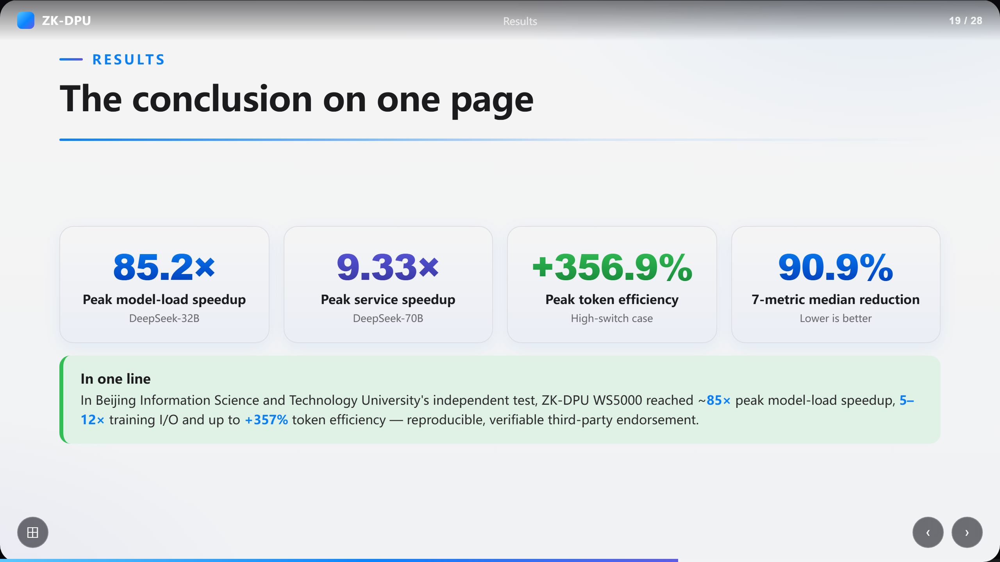 ZK-DPU
Results
19 / 28
RESULTS
The conclusion on one page
85.2×
Peak model-load speedup
DeepSeek-32B
9.33×
Peak service speedup
DeepSeek-70B
+356.9%
Peak token efficiency
High-switch case
90.9%
7-metric median reduction
Lower is better
In one line
In Beijing Information Science and Technology University's independent test, ZK-DPU WS5000 reached ~85× peak model-load speedup, 5–
12× training I/O and up to +357% token efficiency — reproducible, verifiable third-party endorsement.